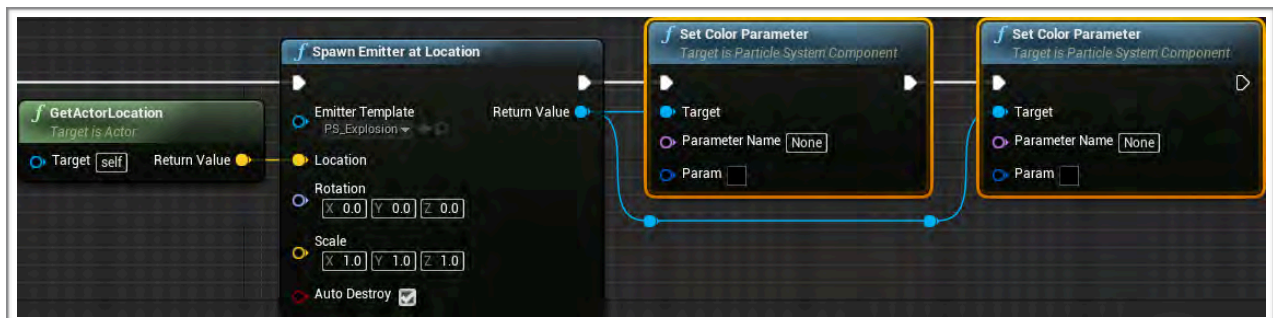 GetActorLocation
Target is Actor
Target self Return Value
Spawn Emitter at Location
Emitter Template Return Value
PS_Explosion
Location
Rotation
X 0.0 Y 0.0 Z 0.0
Scale
X 1.0 Y 1.0 Z 1.0
Auto Destroy
Set Color Parameter
Target is Particle System Component
Target
Parameter Name None
Param
Set Color Parameter
Target is Particle System Component
Target
Parameter Name None
Param